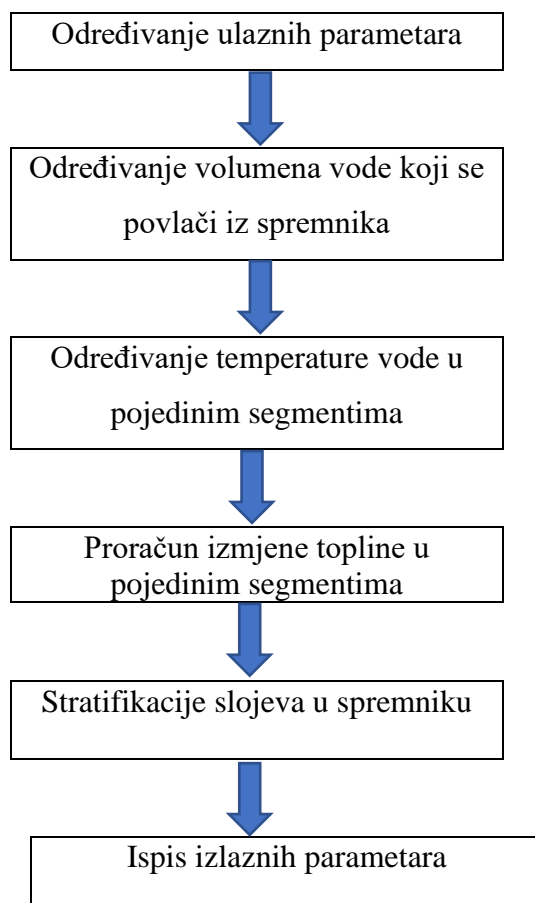 Određivanje ulaznih parametara
Određivanje volumena vode koji se
povlači iz spremnika
Određivanje temperature vode u
pojedinim segmentima
Proračun izmjene topline u
pojedinim segmentima
Stratifikacije slojeva u spremniku
Ispis izlaznih parametara